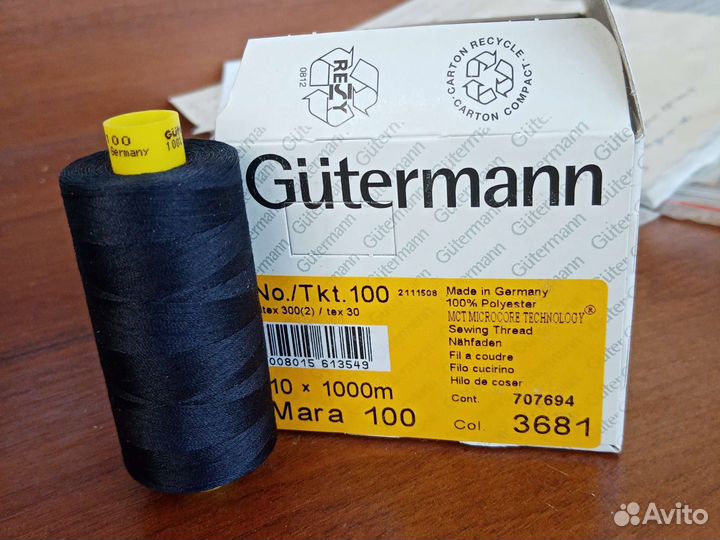 RESY
0812
CARTON RECYCLE
CARTON COMPACT
Gütermann
100
Germany
No./Tkt.100 2111508
tex 300(2) / tex 30
008015 613549
10 x 1000m
Mara 100
Made in Germany
100% Polyester
MCT MICROCORE TECHNOLOGY®
Sewing Thread
Nähfaden
Fil a coudre
Filo cucirino
Hilo de coser
Cont. 707694
Col. 3681
Avito